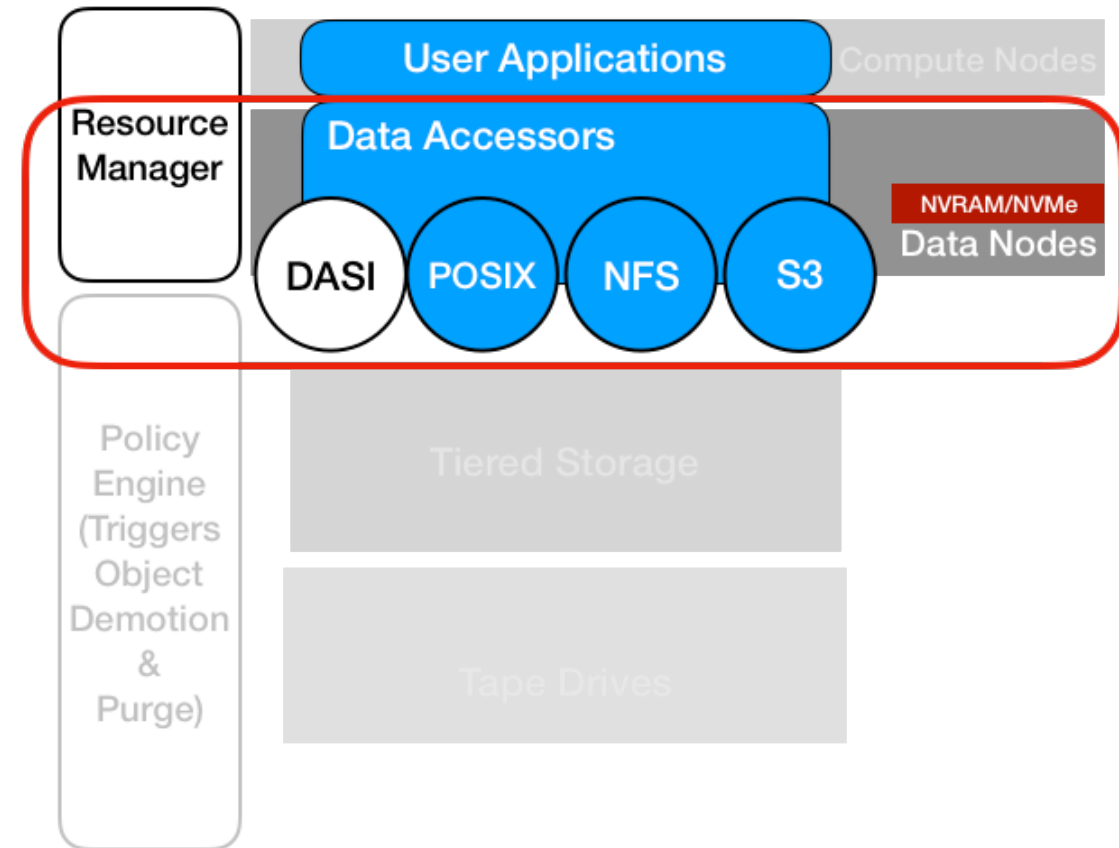 User Applications
Compute Nodes
Resource
Manager
Data Accessors
NVRAM/NVMe
Data Nodes
DASI
POSIX
NFS
S3
Policy
Engine
(Triggers
Object
Demotion
&
Purge)
Tiered Storage
Tape Drives